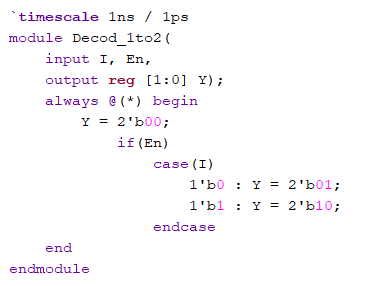 `timescale 1ns / 1ps
module Decod_1to2(
    input I, En,
    output reg [1:0] Y);
    always @(*) begin
        Y = 2'b00;
            if(En)
                case(I)
                    1'b0 : Y = 2'b01;
                    1'b1 : Y = 2'b10;
                endcase
    end
endmodule